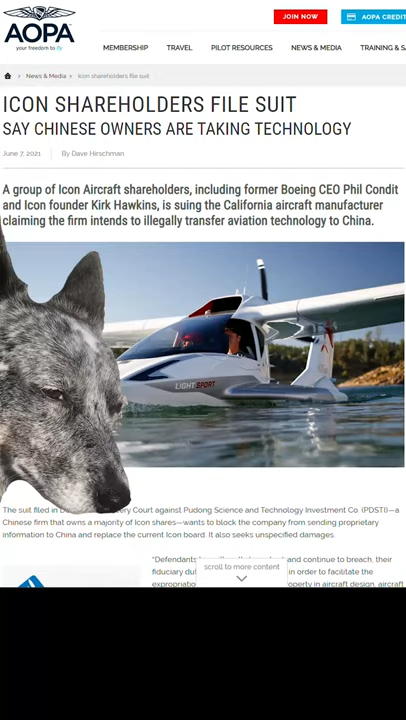 AOPA
your freedom to fly
JOIN NOW
AOPA CREDIT
MEMBERSHIP TRAVEL PILOT RESOURCES NEWS & MEDIA TRAINING &
News & Media Icon shareholders file suit
ICON SHAREHOLDERS FILE SUIT
SAY CHINESE OWNERS ARE TAKING TECHNOLOGY
June 7, 2021 By Dave Hirschman
A group of Icon Aircraft shareholders, including former Boeing CEO Phil Condit
and Icon founder Kirk Hawkins, is suing the California aircraft manufacturer
claiming the firm intends to illegally transfer aviation technology to China.
LIGHT SPORT
The suit filed in Court against Pudong Science and Technology Investment Co. (PDSTI)—a
Chinese firm that owns a majority of Icon shares—wants to block the company from sending proprietary
information to China and replace the current Icon board. It also seeks unspecified damages.
"Defendants and continue to breach, their
fiduciary in order to facilitate the
in aircraft design, aircraft
scroll to more content